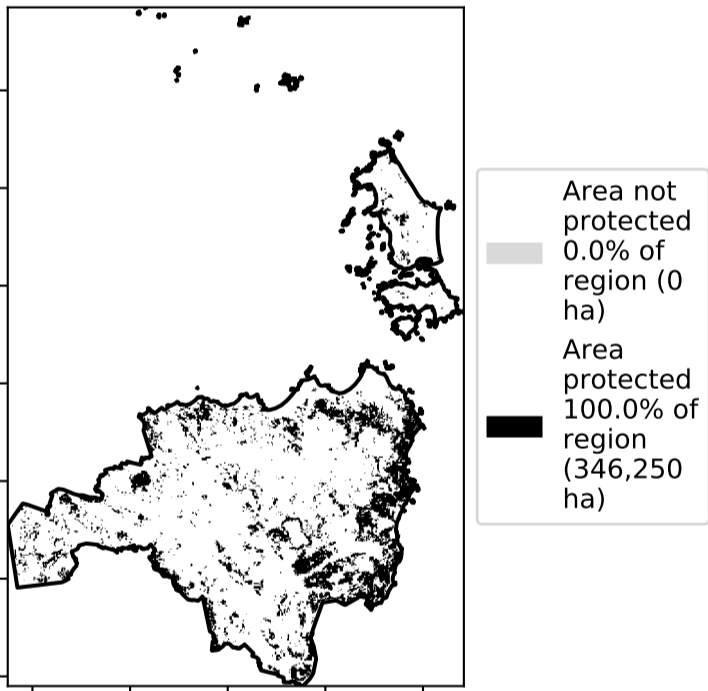 Area not
protected
0.0% of
region (0
ha)
Area
protected
100.0% of
region
(346,250
ha)